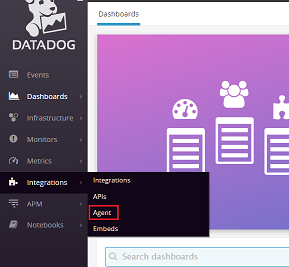 DATADOG
Dashboards
Events
Dashboards
Infrastructure
Monitors
Metrics
Integrations
Integrations
APIs
Agent
Embeds
APM
Notebooks
Search dashboards